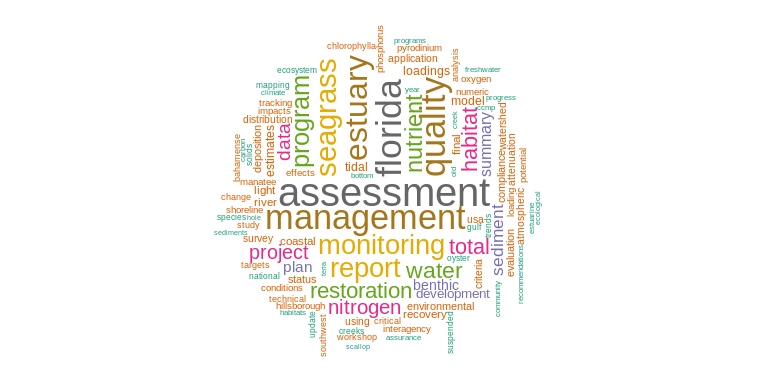 programs
chlorophylla
phosphorus
pyrodinium
application
analysis
ecosystem
seagrass
estuary
loadings
freshwater
oxygen
mapping
climate
program
florida
year
nutrient
quality
model
numeric
progress
ccmp
tracking
impacts
distribution
data
creek
habitat
summary
watershed
bahamense
carbon
solids
deposition
estimates
tidal
final
compliance
attenuation
potential
manatee
effects
bottom
old
light
assessment
change
river
shoreline
management
species
hole
study
usa
gulf
trends
loading
atmospheric
estuarine
ecological
sediments
survey
coastal
monitoring
total
sediment
evaluation
project
oyster
targets
plan
report
water
criteria
recommendations
national
status
terra
benthic
conditions
restoration
development
community
technical
hillsborough
nitrogen
environmental
habitats
recovery
update
southwest
using
critical
creeks
interagency
workshop
assurance
suspended
scallop